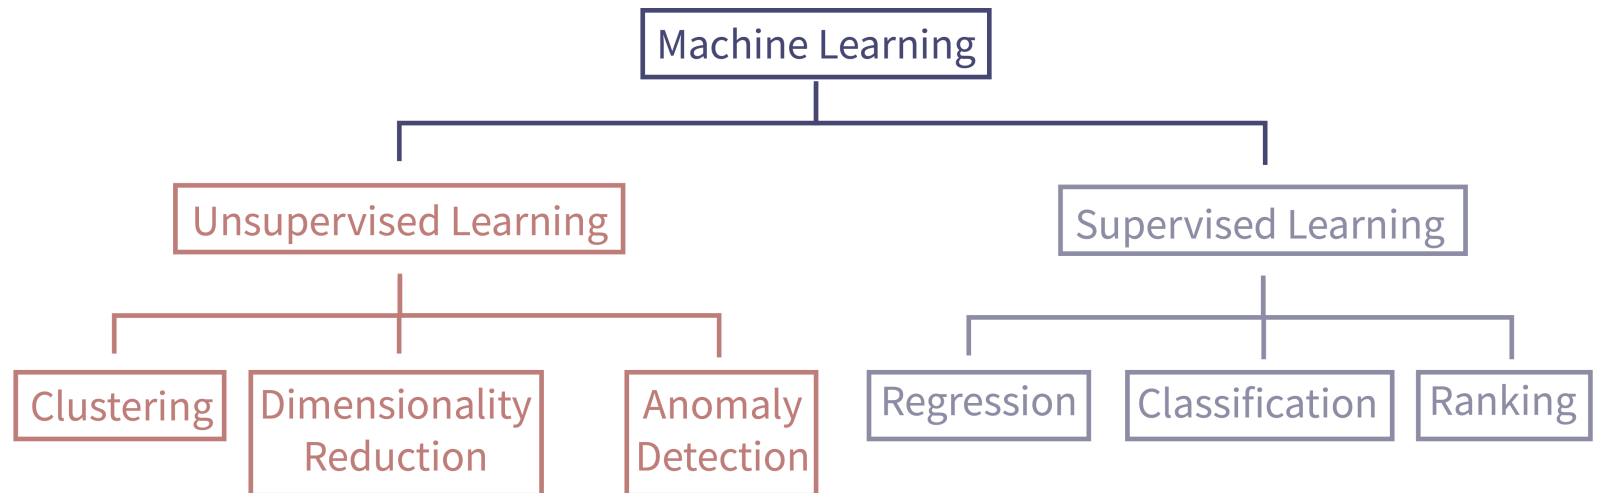 Machine Learning
Unsupervised Learning
Supervised Learning
Clustering
Dimensionality
Reduction
Anomaly
Detection
Regression
Classification
Ranking